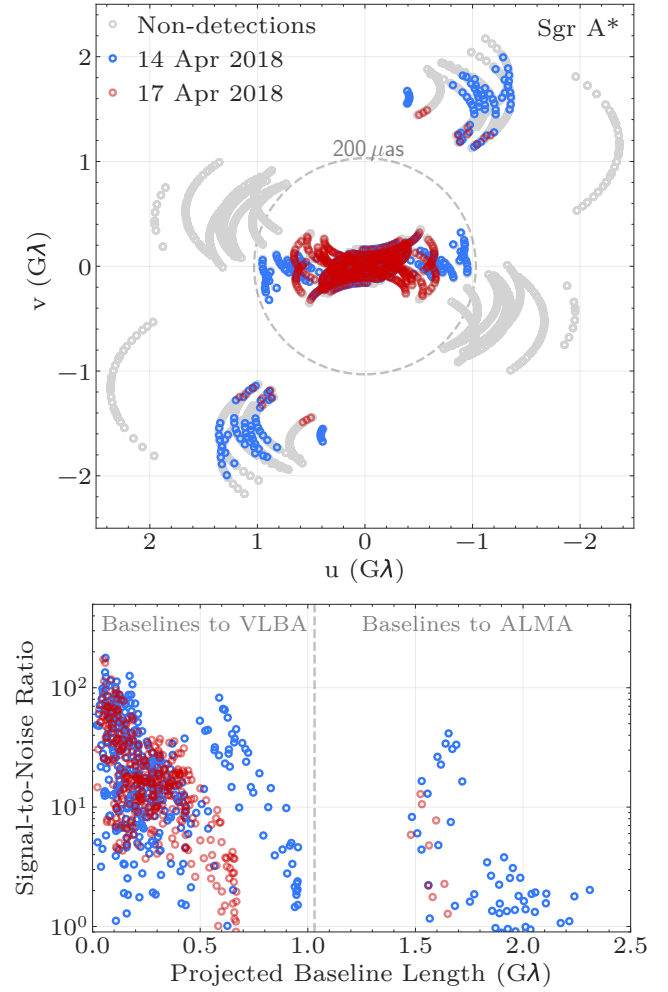 Non-detections
14 Apr 2018
17 Apr 2018
Sgr A*
200 μas
2
1
0
−1
−2
v (Gλ)
2
1
0
−1
−2
u (Gλ)
Baselines to VLBA
Baselines to ALMA
10²
10¹
10⁰
Signal-to-Noise Ratio
0.0
0.5
1.0
1.5
2.0
2.5
Projected Baseline Length (Gλ)